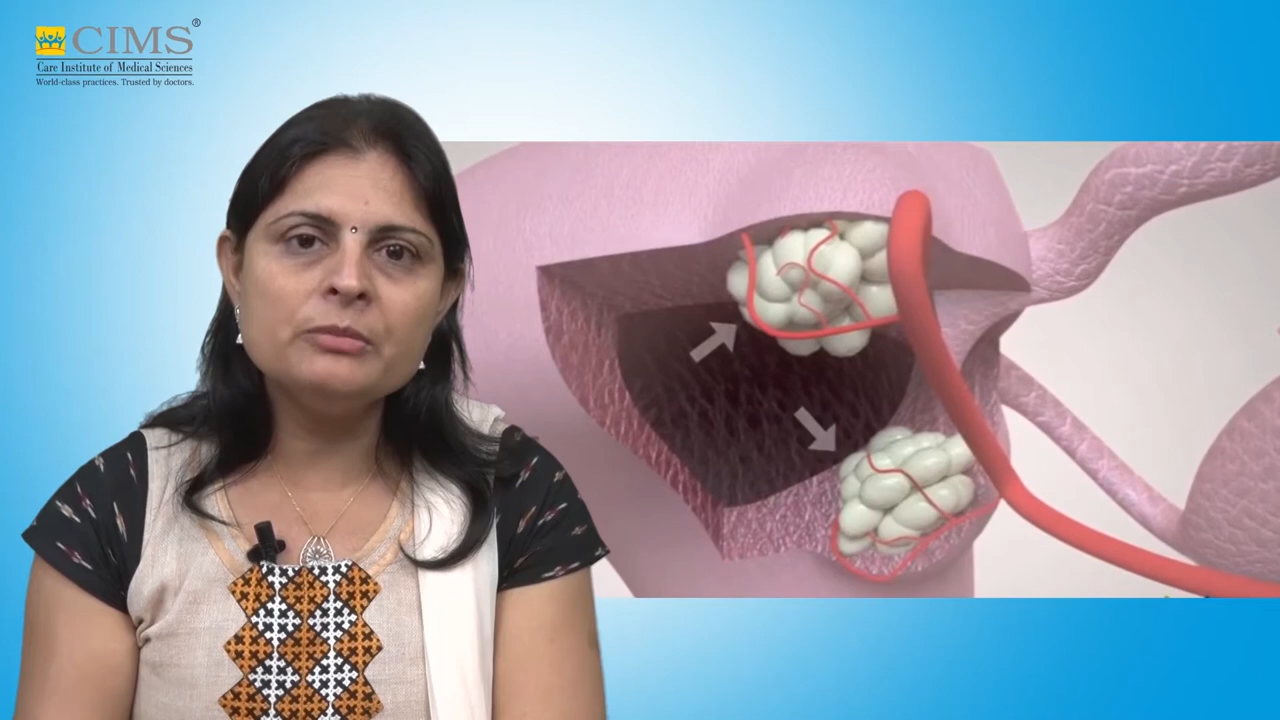 CIMS®
Care Institute of Medical Sciences
World-class practices. Trusted by doctors.